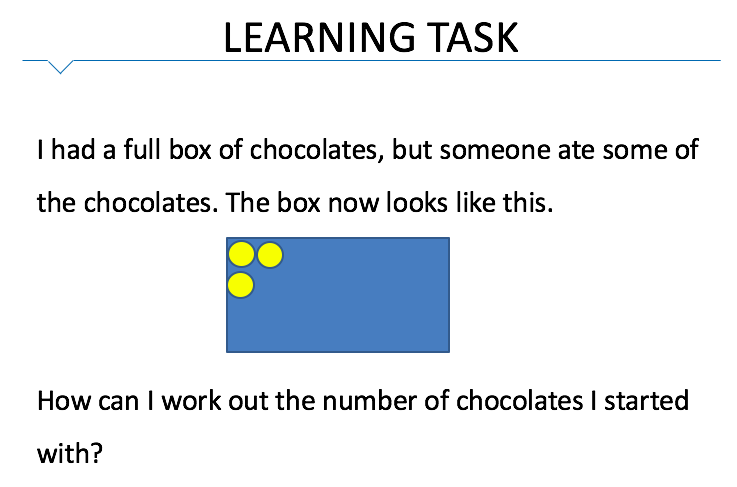 LEARNING TASK
I had a full box of chocolates, but someone ate some of
the chocolates. The box now looks like this.
How can I work out the number of chocolates I started
with?